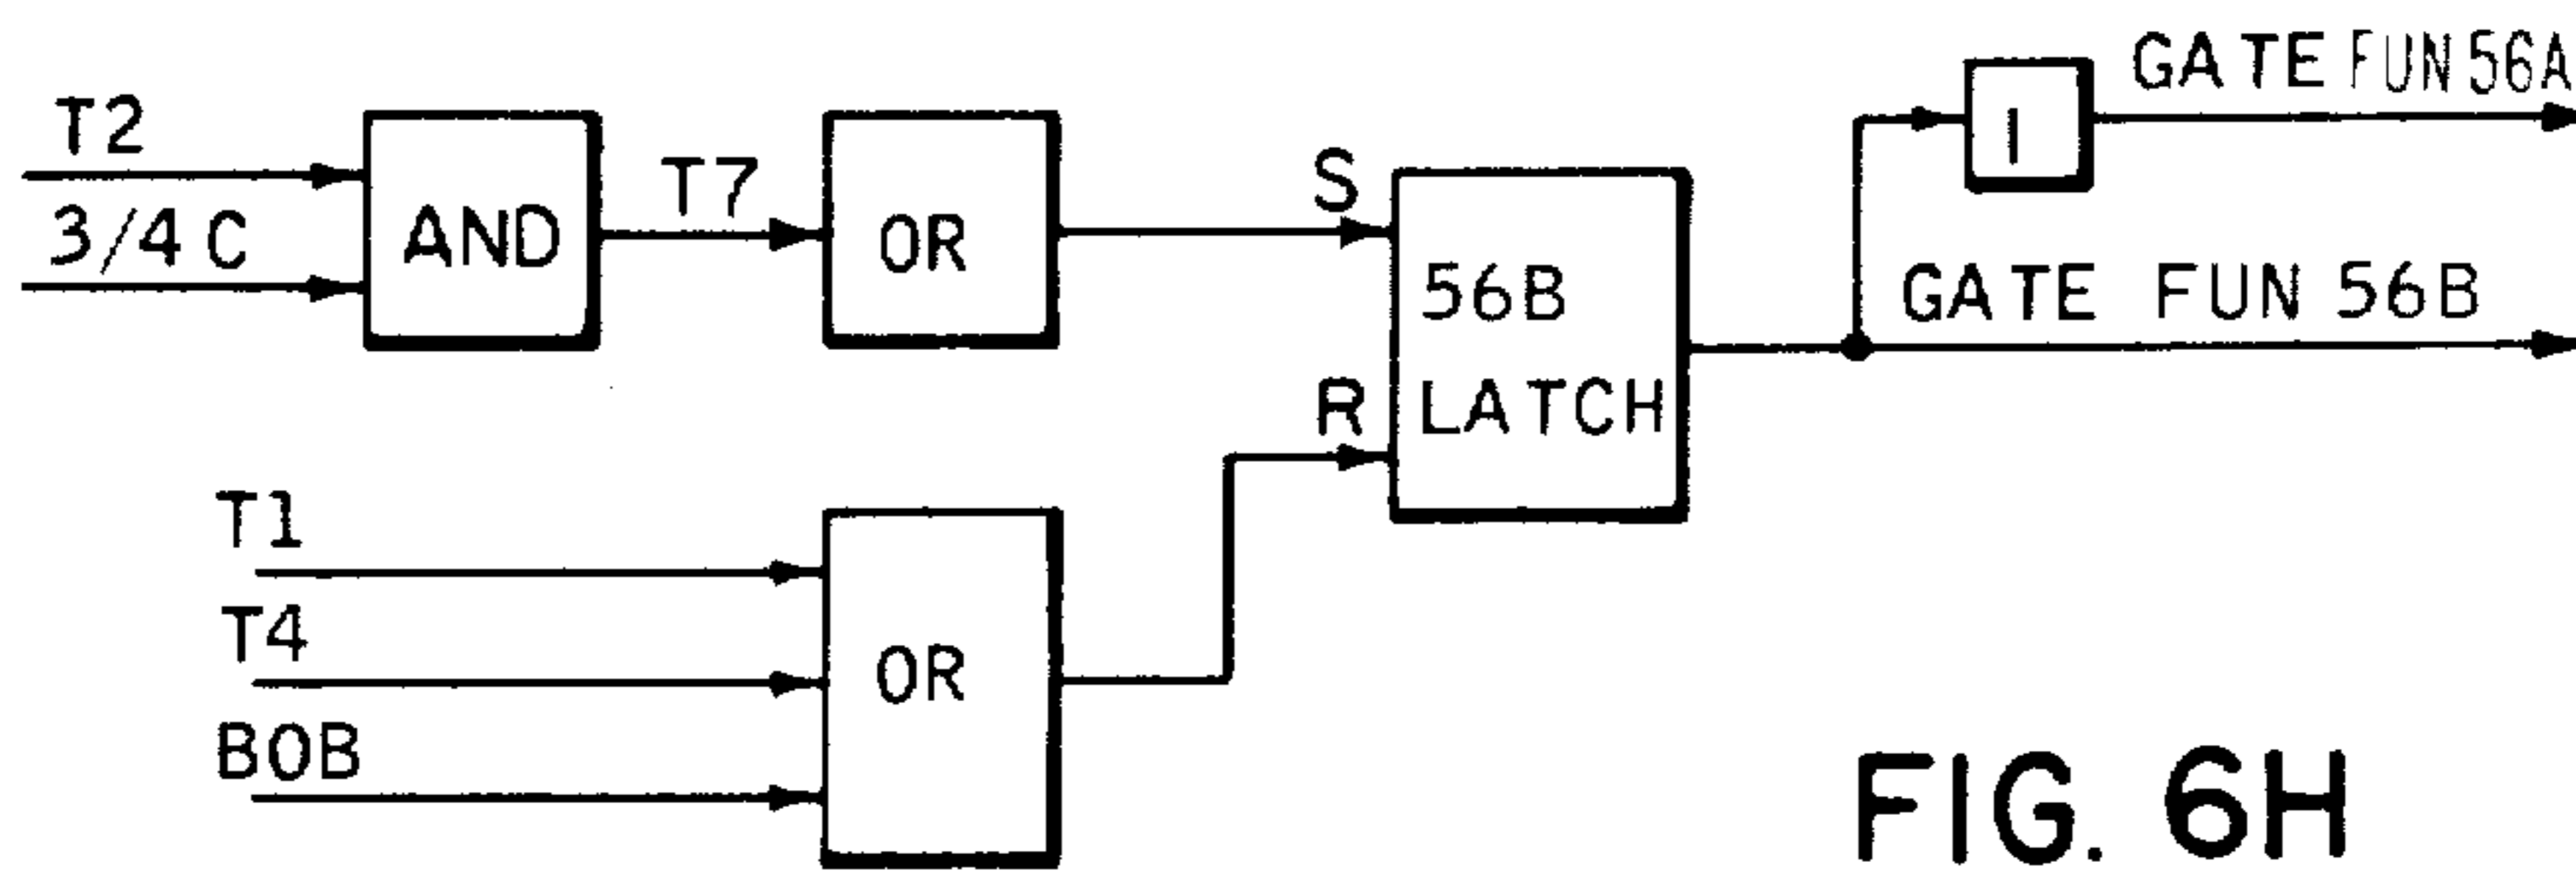 T2
3/4 C
AND
T7
OR
S
R
56B
LATCH
I
GATE FUN 56A
GATE FUN 56B
T1
T4
BOB
OR
FIG. 6H